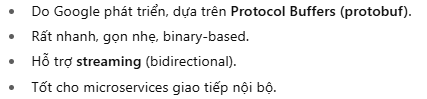 • Do Google phát triển, dựa trên Protocol Buffers (protobuf).
• Rất nhanh, gọn nhẹ, binary-based.
• Hỗ trợ streaming (bidirectional).
• Tốt cho microservices giao tiếp nội bộ.